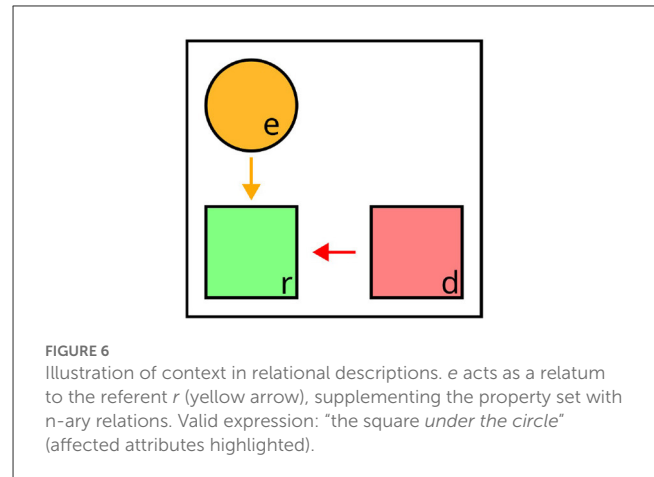 e
r
d
FIGURE 6
Illustration of context in relational descriptions. e acts as a relatum
to the referent r (yellow arrow), supplementing the property set with
n-ary relations. Valid expression: "the square under the circle"
(affected attributes highlighted).